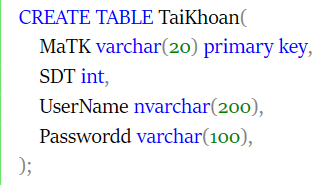 CREATE TABLE TaiKhoan(
MaTK varchar(20) primary key,
SDT int,
UserName nvarchar(200),
Passwordd varchar(100),
);